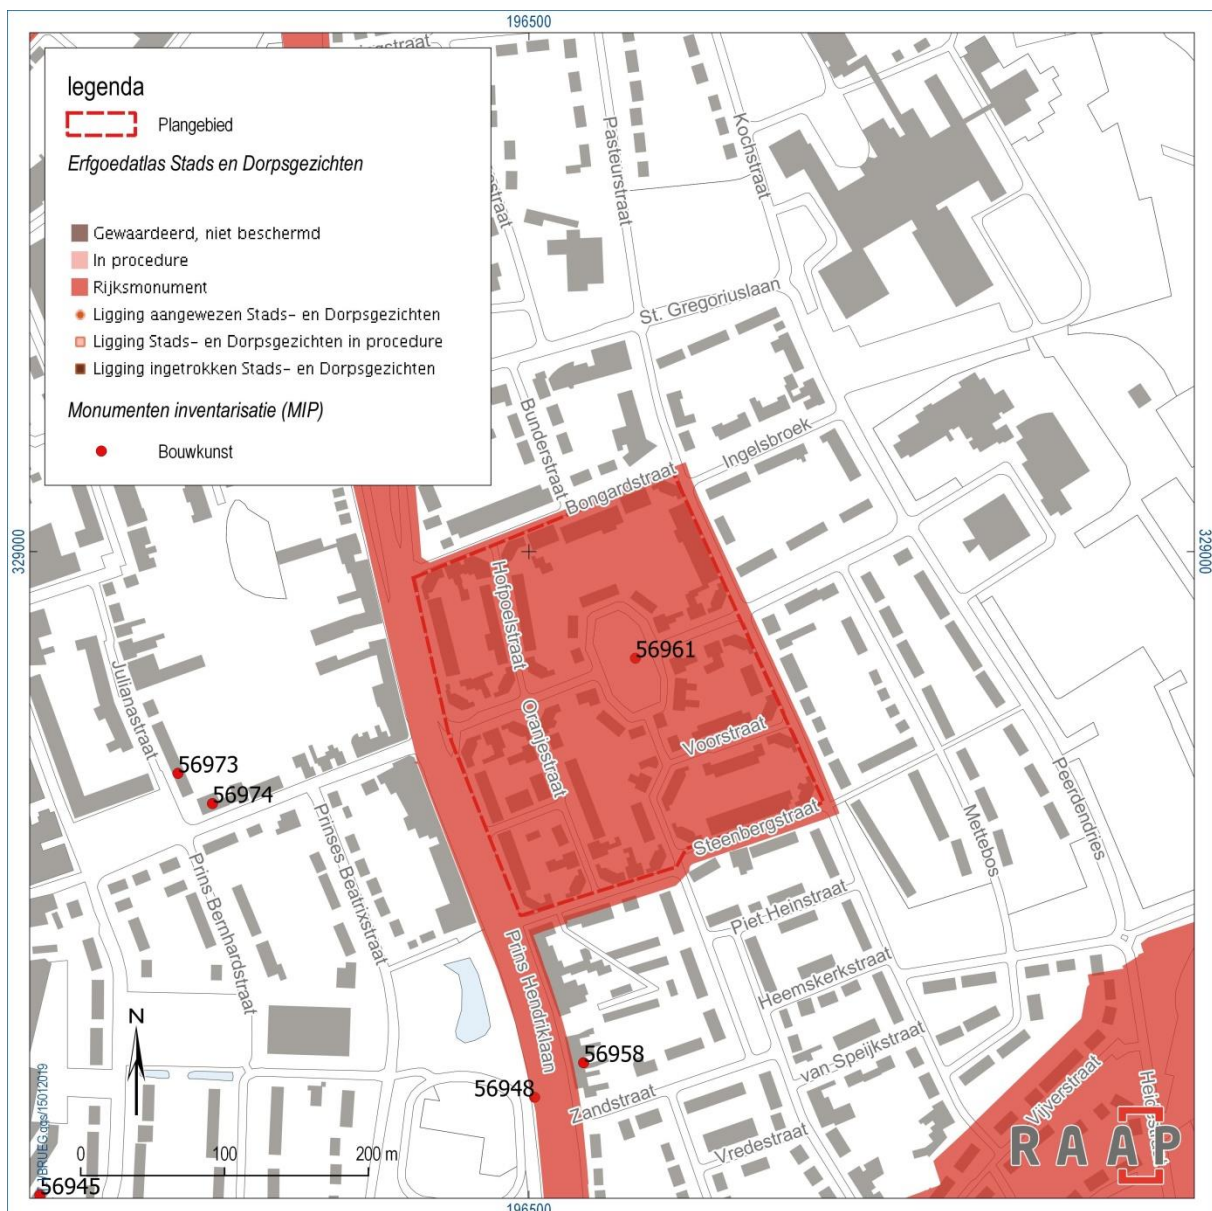 196500
legenda
Plangebied
Erfgoedatlas Stads en Dorpsgezichten
Gewaardeerd, niet beschermd
In procedure
Rijksmonument
Ligging aangewezen Stads- en Dorpsgezichten
Ligging Stads- en Dorpsgezichten in procedure
Ligging ingetrokken Stads- en Dorpsgezichten
Monumenten inventarisatie (MIP)
Bouwkunst
Pasteurstraat
Kochstraat
St. Gregoriuslaan
Bunderstraat
Ingelsbroek
Bongardstraat
329000
329000
Hofpoelstraat
56961
Julianastraat
Oranjestraat
Voorstraat
56973
56974
Peerdendries
Mettebos
Steenbergstraat
Prinses Beatrixstraat
Prins Bernhardstraat
Piet Heinstraat
Prins Hendriklaan
Heemskerkstraat
van Speijkstraat
N
56958
56948
Zandstraat
Vijverstraat
Vredestraat
RAAP
0 100 200 m
56945
196500